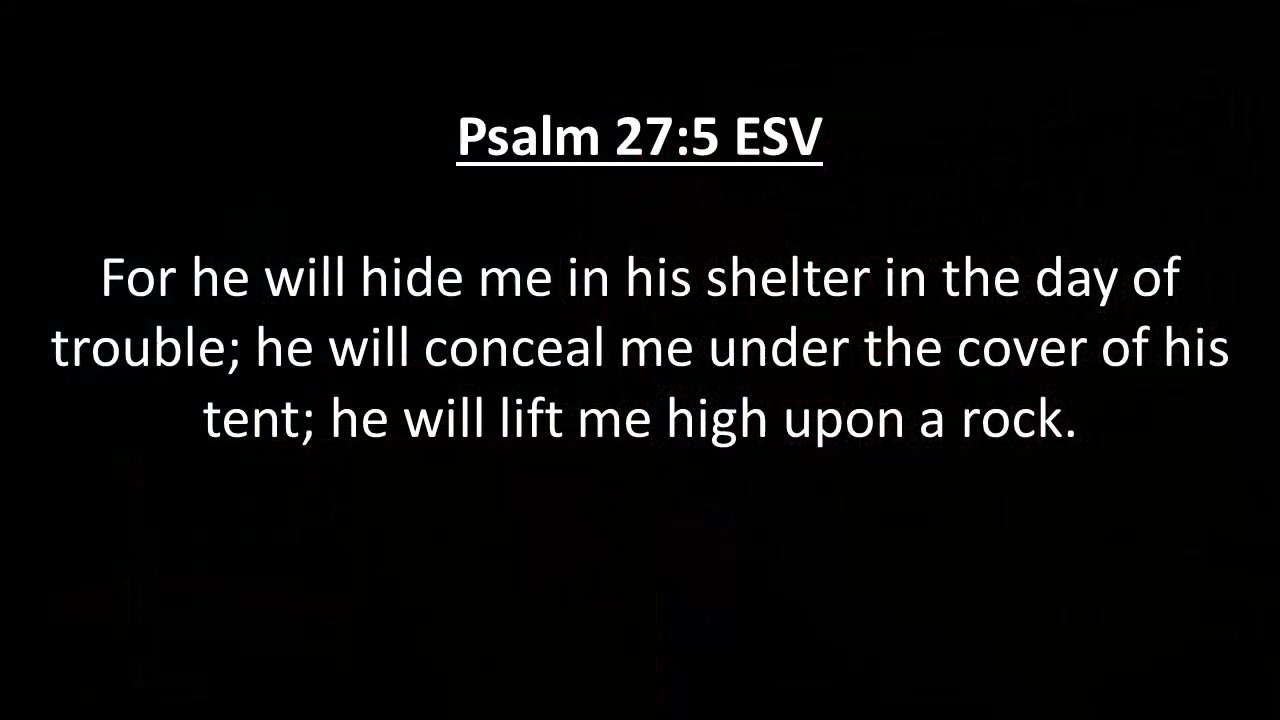 Psalm 27:5 ESV
For he will hide me in his shelter in the day of
trouble; he will conceal me under the cover of his
tent; he will lift me high upon a rock.